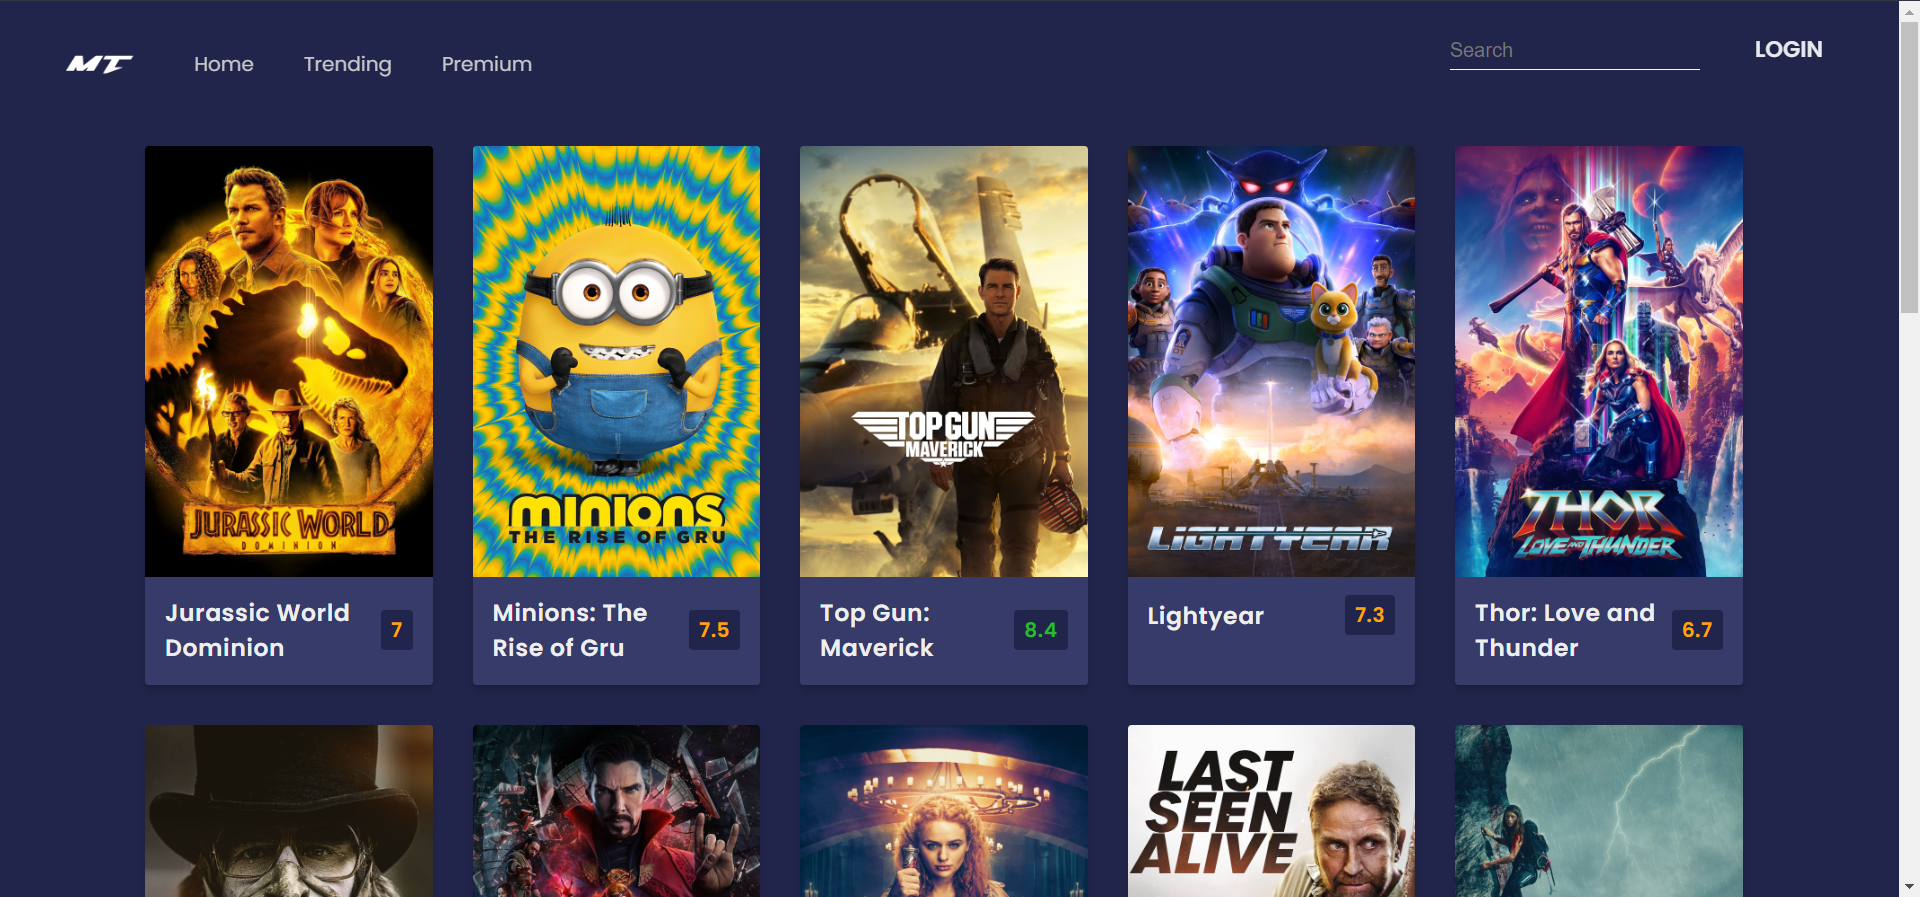 MT
Home
Trending
Premium
Search
LOGIN
JURASSIC WORLD
DOMINION
MINIONS
THE RISE OF GRU
TOP GUN
MAVERICK
LIGHTYEAR
THOR
LOVE AND THUNDER
Jurassic World
Dominion
7
Minions: The
Rise of Gru
7.5
Top Gun:
Maverick
8.4
Lightyear
7.3
Thor: Love and
Thunder
6.7
LAST
SEEN
ALIVE